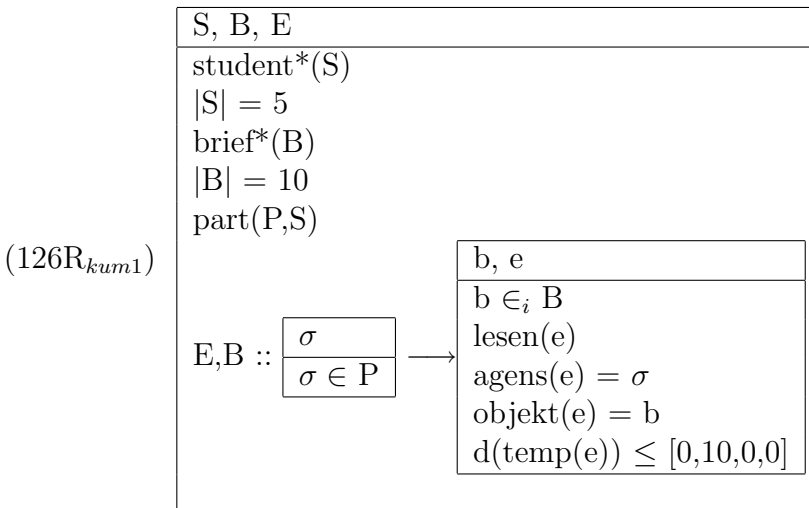 S, B, E
student*(S)
|S| = 5
brief*(B)
|B| = 10
part(P,S)
(126R_{kum1})
E,B :: σ ⟶
σ ∈ P
b, e
b ∈_i B
lesen(e)
agens(e) = σ
objekt(e) = b
d(temp(e)) ≤ [0,10,0,0]